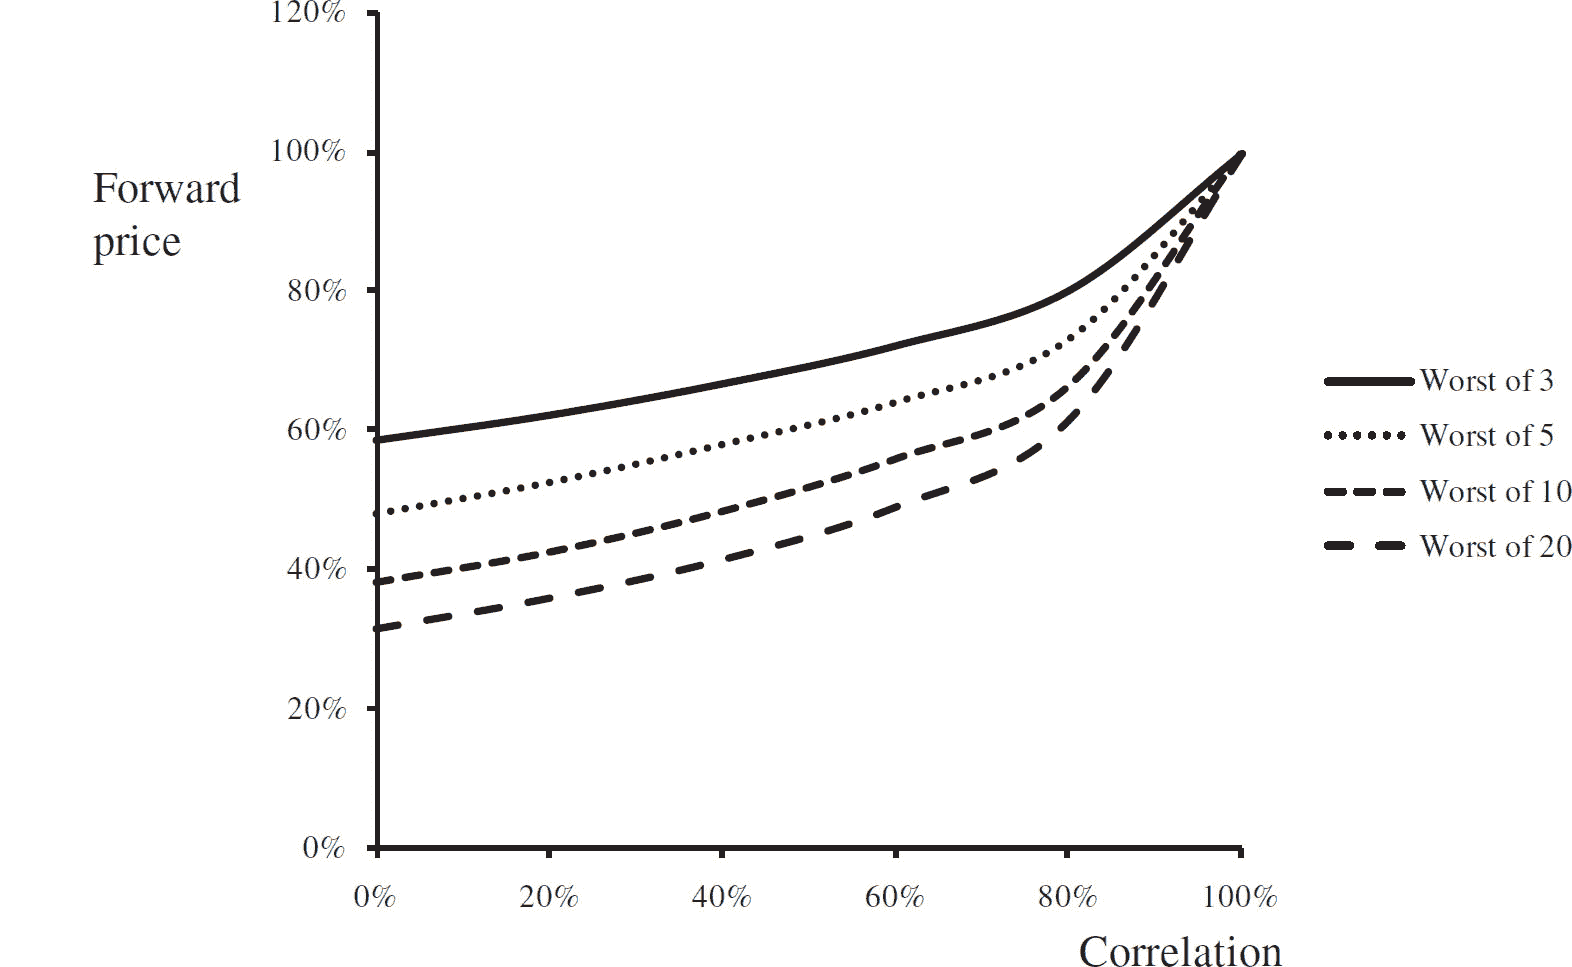 120%
100%
80%
60%
40%
20%
0%
Forward
price
0% 20% 40% 60% 80% 100%
Correlation
Worst of 3
Worst of 5
Worst of 10
Worst of 20